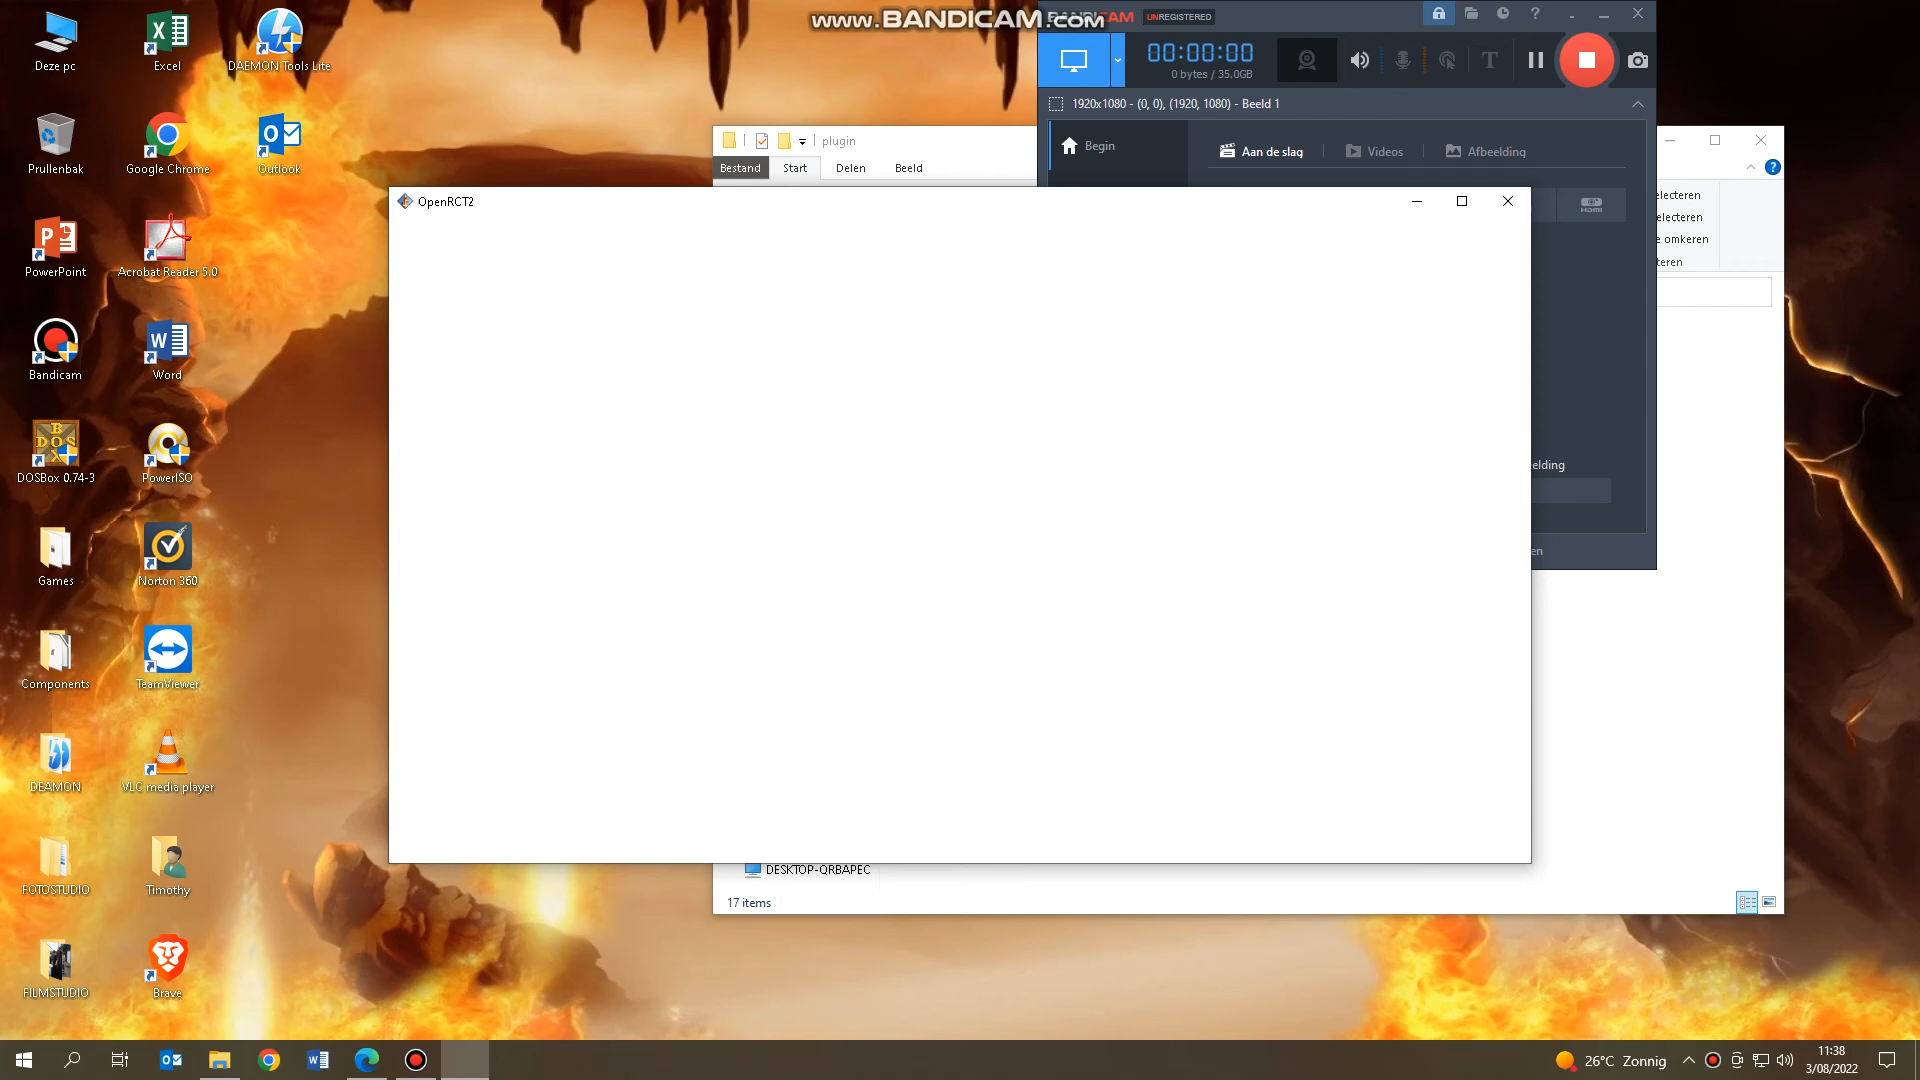 www.BANDICAM.com
BANDICAM UNREGISTERED
00:00:00
0 bytes / 35.0GB
T
1920x1080 - (0, 0), (1920, 1080) - Beeld 1
Begin
Aan de slag
Videos
Afbeelding
HDMI
elding
en
plugin
Bestand
Start
Delen
Beeld
electeren
electeren
e omkeren
teren
OpenRCT2
DESKTOP-QRBAPEC
17 items
Deze pc
Excel
DAEMON Tools Lite
Prullenbak
Google Chrome
Outlook
PowerPoint
Acrobat Reader 5.0
Bandicam
Word
DOSBox 0.74-3
PowerISO
Games
Norton 360
Components
TeamViewer
DEAMON
VLC media player
FOTOSTUDIO
Timothy
FILMSTUDIO
Brave
26°C Zonnig
11:38
3/08/2022